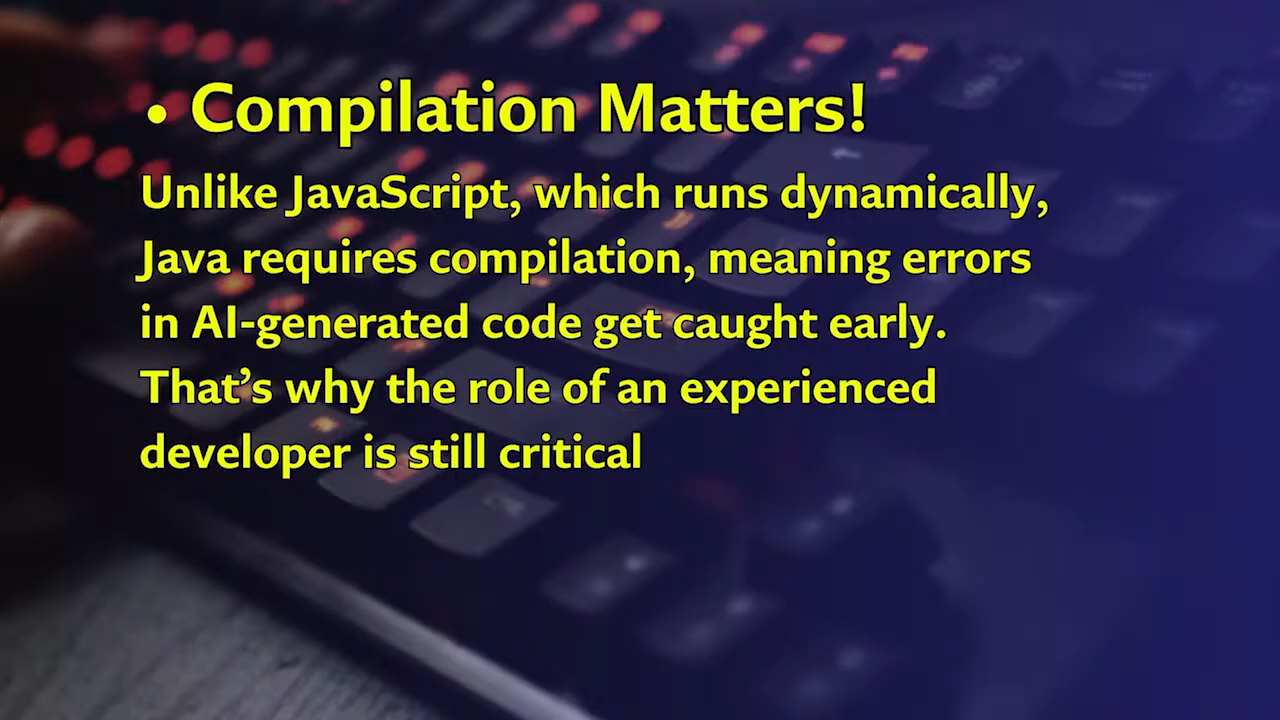 • Compilation Matters!
Unlike JavaScript, which runs dynamically,
Java requires compilation, meaning errors
in AI-generated code get caught early.
That’s why the role of an experienced
developer is still critical